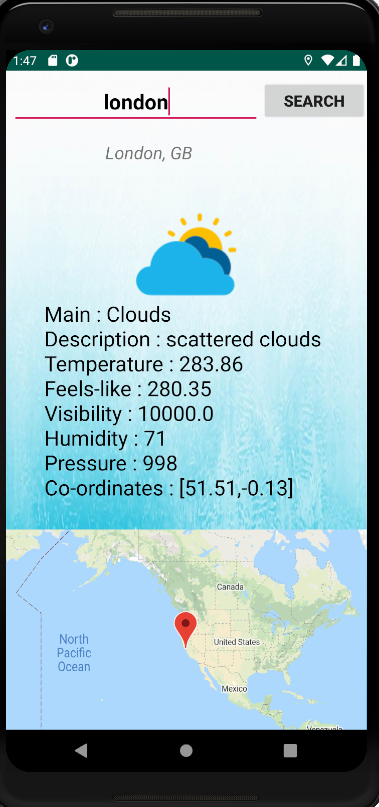 1:47
london
SEARCH
London, GB
Main : Clouds
Description : scattered clouds
Temperature : 283.86
Feels-like : 280.35
Visibility : 10000.0
Humidity : 71
Pressure : 998
Co-ordinates : [51.51,-0.13]
Canada
North
Pacific
Ocean
United States
Mexico
Venezuela